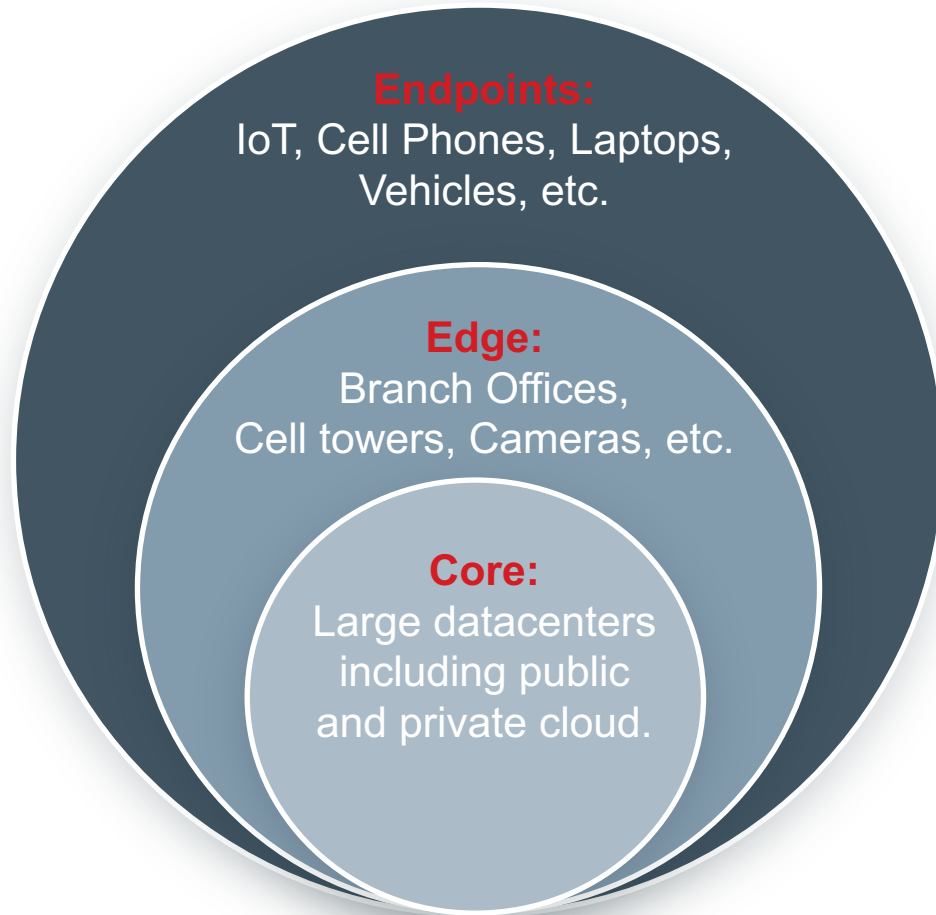 Endpoints:
IoT, Cell Phones, Laptops,
Vehicles, etc.
Edge:
Branch Offices,
Cell towers, Cameras, etc.
Core:
Large datacenters
including public
and private cloud.